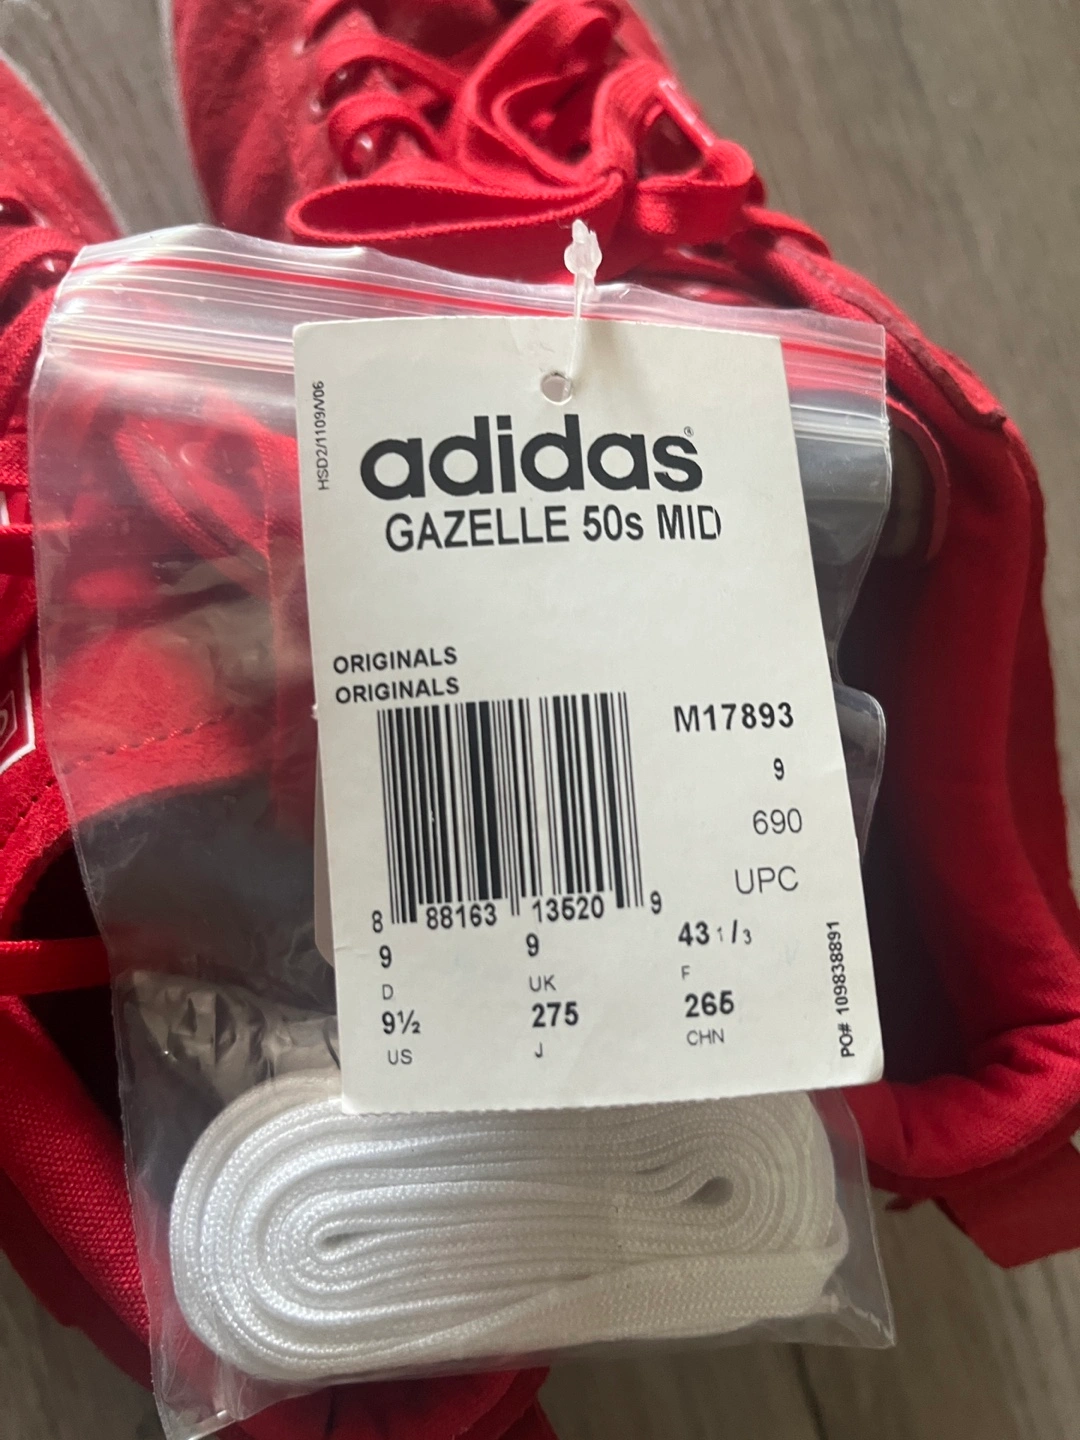 HSD2/1109/V06
adidas®
GAZELLE 50s MID
ORIGINALS
ORIGINALS
M17893
9
690
UPC
8 88163 13520 9
9 9 43 1/3
D UK F
9½ 275 265
US J CHN
PO# 109838891